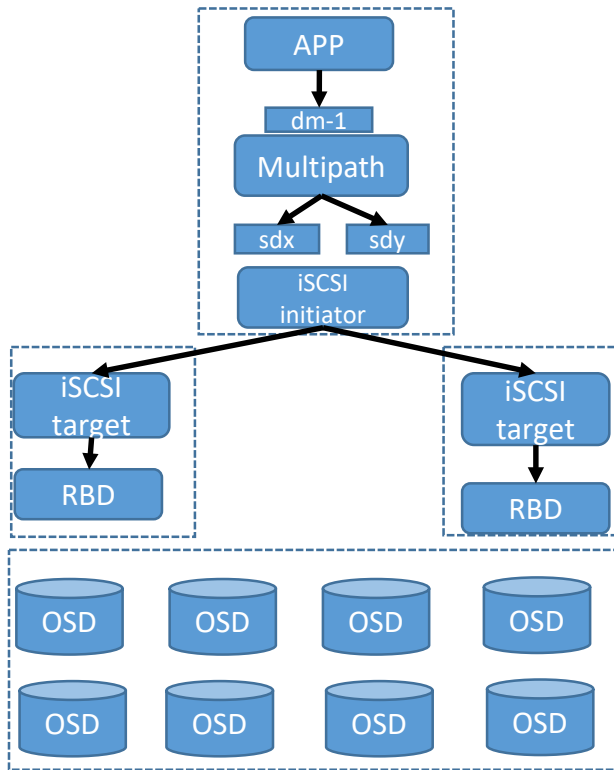 APP
dm-1
Multipath
sdx
sdy
iSCSI
initiator
iSCSI
target
RBD
iSCSI
target
RBD
OSD
OSD
OSD
OSD
OSD
OSD
OSD
OSD